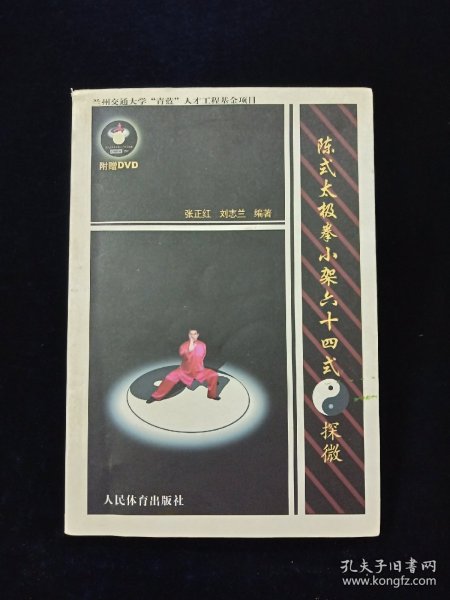 兰州交通大学“青蓝”人才工程基金项目
附赠DVD
张正红 刘志兰 编著
陈式太极拳小架六十四式探微
人民体育出版社
孔夫子旧书网
www.kongfz.com